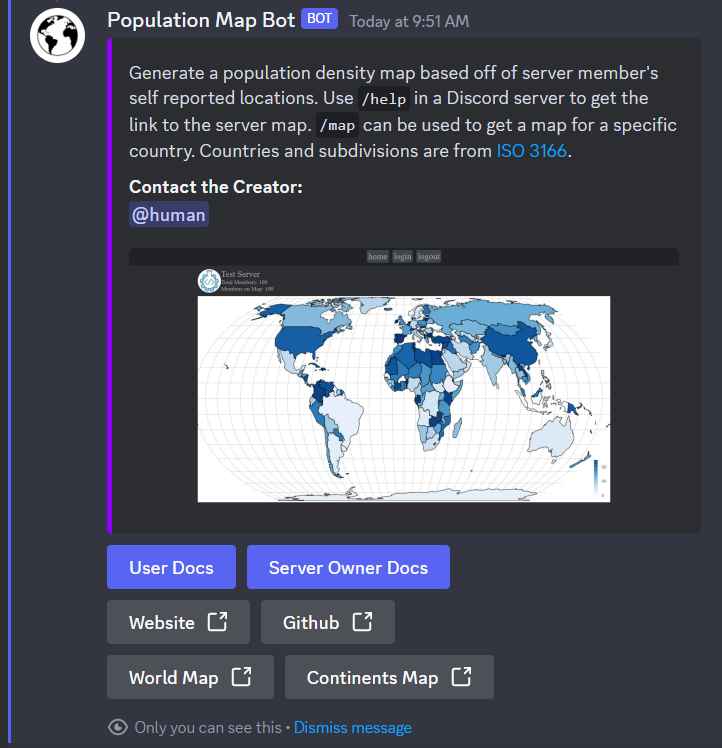 Population Map Bot BOT Today at 9:51 AM
Generate a population density map based off of server member's
self reported locations. Use /help in a Discord server to get the
link to the server map. /map can be used to get a map for a specific
country. Countries and subdivisions are from ISO 3166.
Contact the Creator:
@human
home login logout
Test Server
Total Members: 100
Members on Map: 100
User Docs Server Owner Docs
Website Github
World Map Continents Map
Only you can see this • Dismiss message